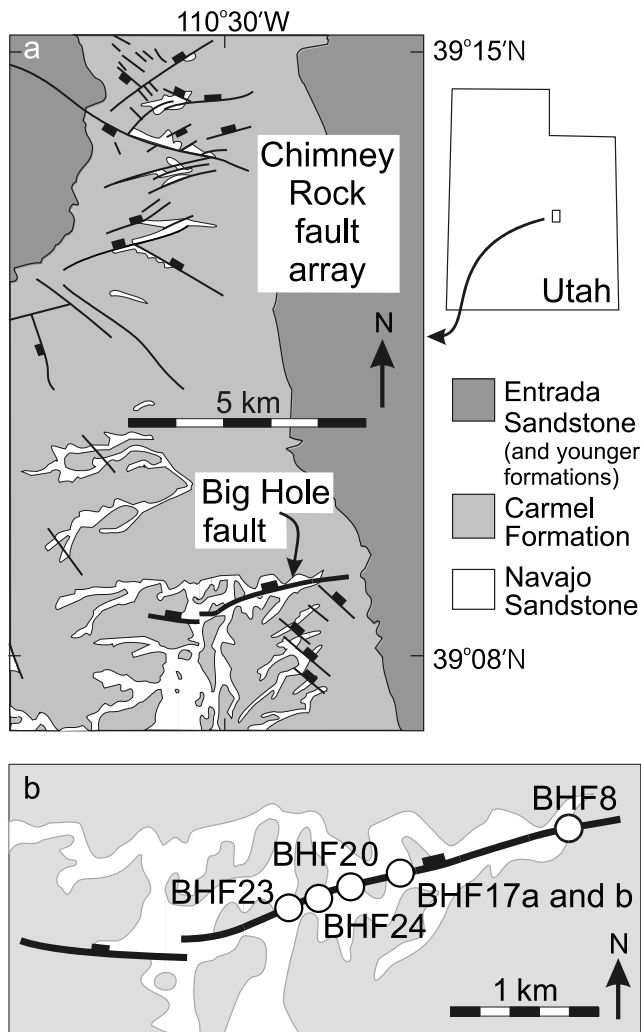 110°30′W
a
39°15′N
Chimney
Rock
fault
array
Utah
N
5 km
Entrada
Sandstone
(and younger
formations)
Big Hole
fault
Carmel
Formation
Navajo
Sandstone
39°08′N
b
BHF8
BHF20
BHF23
BHF17a and b
BHF24
N
1 km